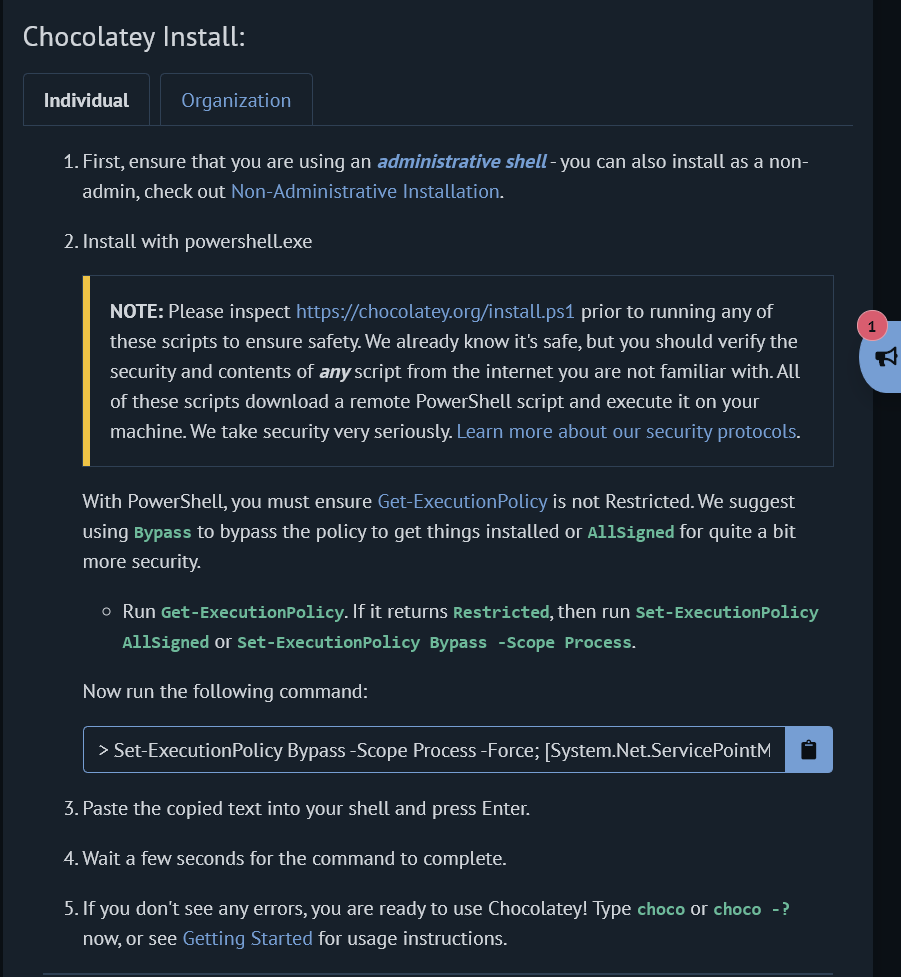 Chocolatey Install:
Individual
Organization
1. First, ensure that you are using an administrative shell - you can also install as a non-
admin, check out Non-Administrative Installation.
2. Install with powershell.exe
NOTE: Please inspect https://chocolatey.org/install.ps1 prior to running any of
these scripts to ensure safety. We already know it's safe, but you should verify the
security and contents of any script from the internet you are not familiar with. All
of these scripts download a remote PowerShell script and execute it on your
machine. We take security very seriously. Learn more about our security protocols.
1
With PowerShell, you must ensure Get-ExecutionPolicy is not Restricted. We suggest
using Bypass to bypass the policy to get things installed or AllSigned for quite a bit
more security.
Run Get-ExecutionPolicy. If it returns Restricted, then run Set-ExecutionPolicy
AllSigned or Set-ExecutionPolicy Bypass -Scope Process.
Now run the following command:
> Set-ExecutionPolicy Bypass -Scope Process -Force; [System.Net.ServicePointM
3. Paste the copied text into your shell and press Enter.
4. Wait a few seconds for the command to complete.
5. If you don't see any errors, you are ready to use Chocolatey! Type choco or choco -?
now, or see Getting Started for usage instructions.